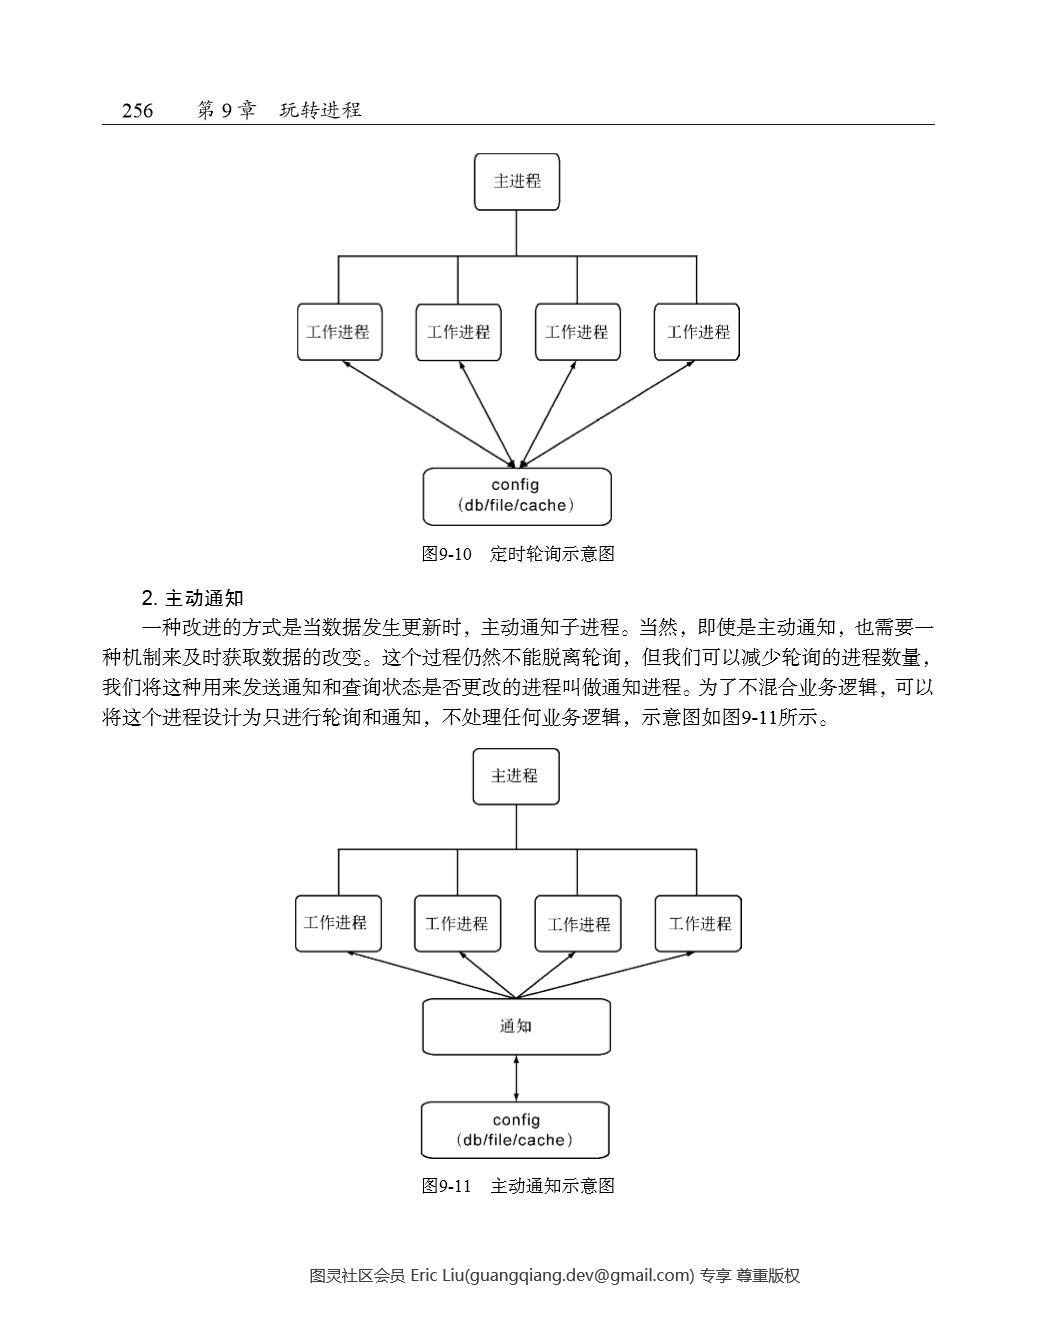 256 第 9 章 玩转进程
主进程
工作进程 工作进程 工作进程 工作进程
config
（db/file/cache）
图9-10 定时轮询示意图
2. 主动通知
一种改进的方式是当数据发生更新时，主动通知子进程。当然，即使是主动通知，也需要一
种机制来及时获取数据的改变。这个过程仍然不能脱离轮询，但我们可以减少轮询的进程数量，
我们将这种用来发送通知和查询状态是否更改的进程叫做通知进程。为了不混合业务逻辑，可以
将这个进程设计为只进行轮询和通知，不处理任何业务逻辑，示意图如图9-11所示。
主进程
工作进程 工作进程 工作进程 工作进程
通知
config
（db/file/cache）
图9-11 主动通知示意图
图灵社区会员 Eric Liu(guangqiang.dev@gmail.com) 专享 尊重版权